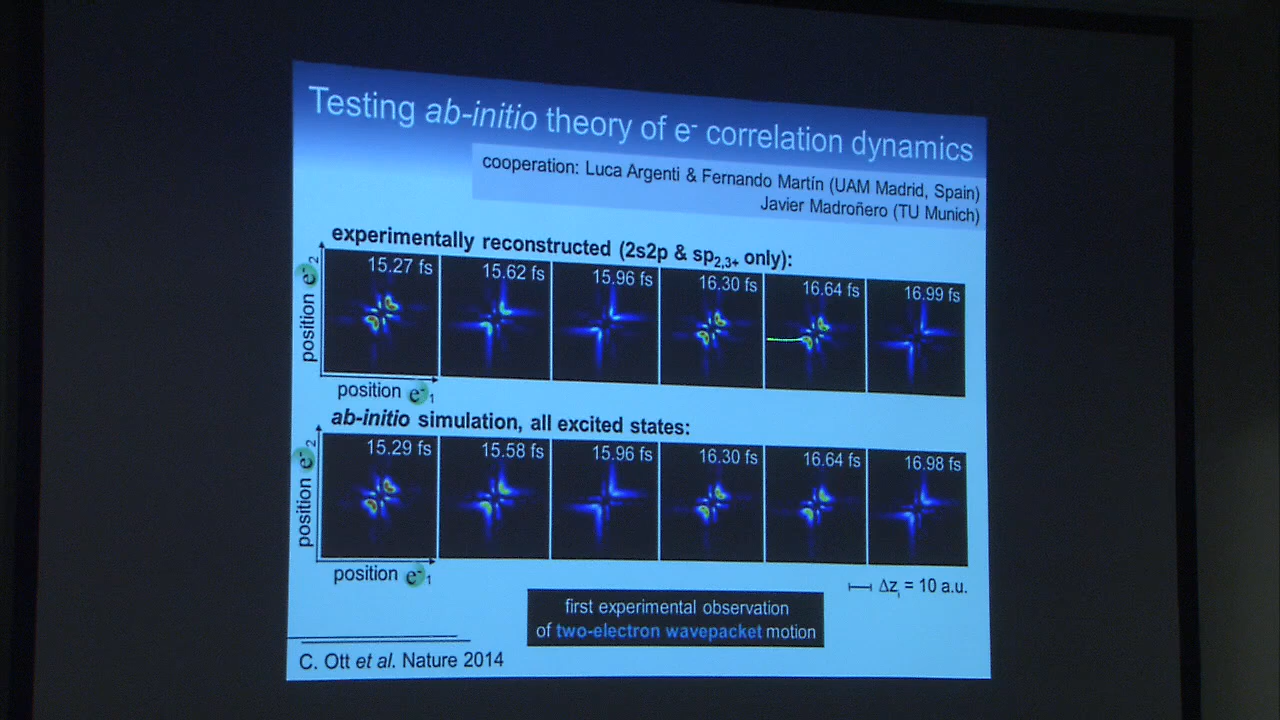 Testing ab-initio theory of e⁻ correlation dynamics
cooperation: Luca Argenti & Fernando Martín (UAM Madrid, Spain)
Javier Madroñero (TU Munich)
experimentally reconstructed (2s2p & sp₂,₃₊ only):
position e⁻₂
15.27 fs
15.62 fs
15.96 fs
16.30 fs
16.64 fs
16.99 fs
position e⁻₁
ab-initio simulation, all excited states:
position e⁻₂
15.29 fs
15.58 fs
15.96 fs
16.30 fs
16.64 fs
16.98 fs
position e⁻₁
Δzᵢ = 10 a.u.
first experimental observation
of two-electron wavepacket motion
C. Ott et al. Nature 2014